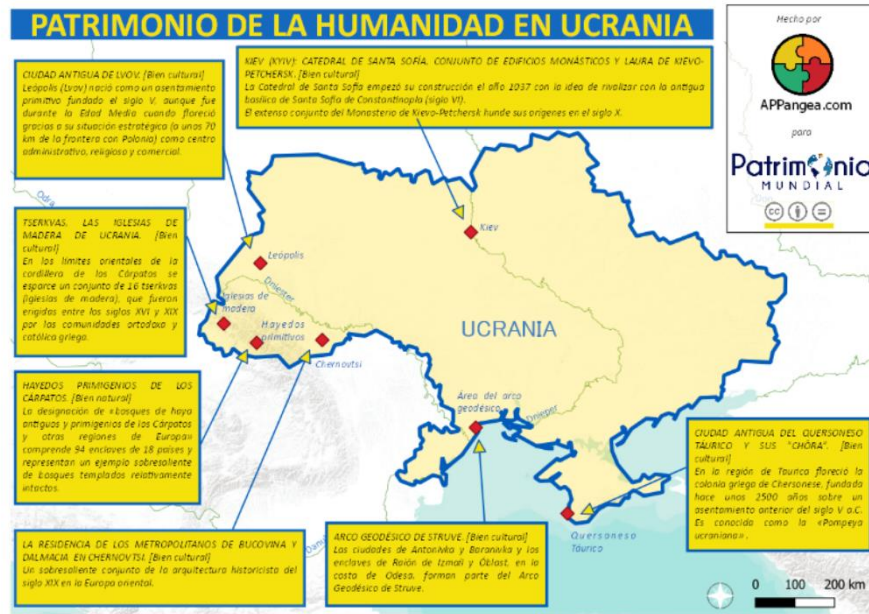 PATRIMONIO DE LA HUMANIDAD EN UCRANIA
Hecho por
APPangea.com
para
Patrimonio
MUNDIAL
CIUDAD ANTIGUA DE LVOV. [Bien cultural]
Leópolis (Lvov) nació como un asentamiento
primitivo fundado el siglo V, aunque fue
durante la Edad Media cuando floreció
gracias a su situación estratégica (a unos 70
km de la frontera con Polonia) como centro
administrativo, religioso y comercial.
KIEV (KYIV): CATEDRAL DE SANTA SOFÍA, CONJUNTO DE EDIFICIOS MONÁSTICOS Y LAURA DE KIEVO-
PETCHERSK. [Bien cultural]
La Catedral de Santa Sofía empezó su construcción el año 1037 con la idea de rivalizar con la antigua
basílica de Santa Sofía de Constantinopla (siglo VI).
El extenso conjunto del Monasterio de Kievo-Petchersk hunde sus orígenes en el siglo X.
TSERKVAS. LAS IGLESIAS DE
MADERA DE UCRANIA. [Bien
cultural]
En los límites orientales de la
cordillera de los Cárpatos se
esparce un conjunto de 16 tserkvas
(iglesias de madera), que fueron
erigidas entre los siglos XVI y XIX
por las comunidades ortodoxa y
católica griega.
HAYEDOS PRIMIGENIOS DE LOS
CÁRPATOS. [Bien natural]
La designación de «bosques de haya
antiguos y primigenios de los Cárpatos
y otras regiones de Europa»
comprende 94 enclaves de 18 países y
representan un ejemplo sobresaliente
de bosques templados relativamente
intactos.
LA RESIDENCIA DE LOS METROPOLITANOS DE BUCOVINA Y
DALMACIA EN CHERNOVTSI. [Bien cultural]
Un sobresaliente conjunto de la arquitectura historicista del
siglo XIX en la Europa oriental.
ARCO GEODÉSICO DE STRUVE. [Bien cultural]
Las ciudades de Antonivka y Baranivka y los
enclaves de Raión de Izmail y Óblast, en la
costa de Odesa, forman parte del Arco
Geodésico de Struve.
CIUDAD ANTIGUA DEL QUERSONESO
TÁURICO Y SUS "CHÔRA". [Bien
cultural]
En la región de Taurica floreció la
colonia griega de Chersonese, fundada
hace unos 2500 años sobre un
asentamiento anterior del siglo V a.C.
Es conocida como la «Pompeya
ucraniana».
Odra
Kiev
Leópolis
Dniester
Iglesias de
madera
Hayedos
primitivos
Chernovtsi
UCRANIA
Área del arco
geodésico
Dnieper
Quersoneso
Táurico
0 100 200 km